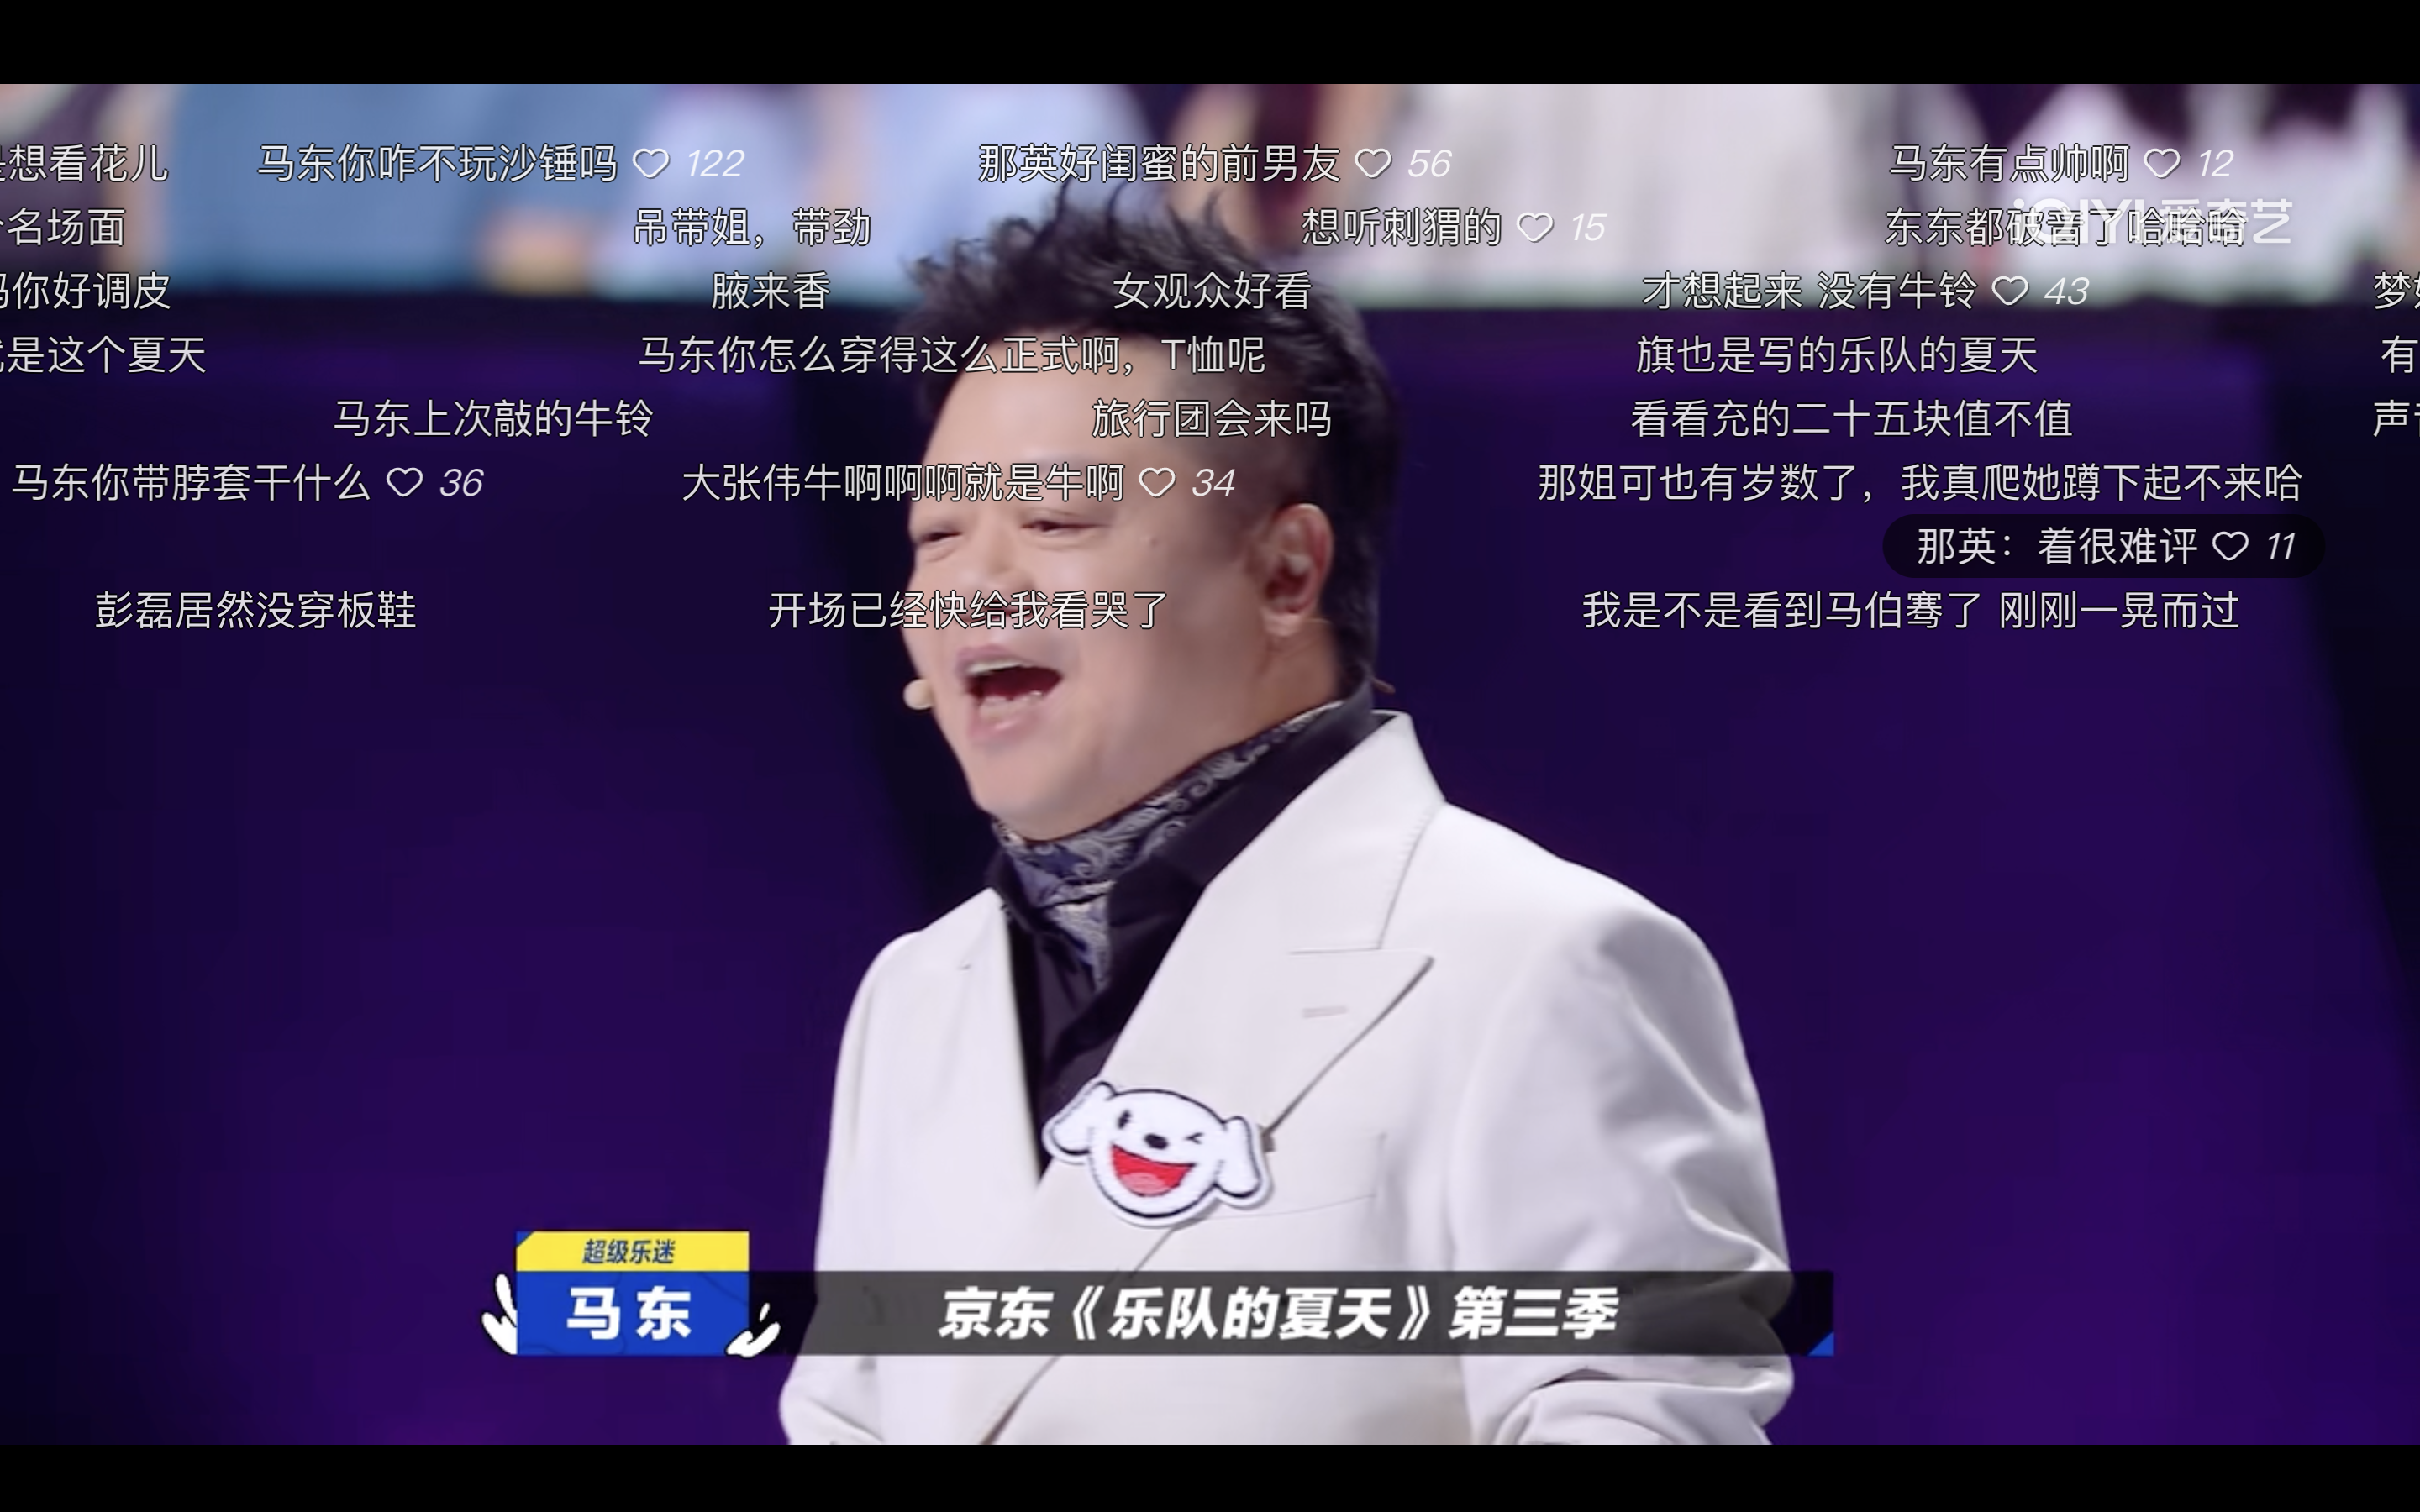 想看花儿 马东你咋不玩沙锤吗 122 那英好闺蜜的前男友 56 马东有点帅啊 12
名场面 吊带姐，带劲 想听刺猬的 15 东东都破音了哈哈哈
iQIYI 爱奇艺
你好调皮 腋来香 女观众好看 才想起来 没有牛铃 43
是这个夏天 马东你怎么穿得这么正式啊，T恤呢 旗也是写的乐队的夏天 有
马东上次敲的牛铃 旅行团会来吗 看看充的二十五块值不值 声
马东你带脖套干什么 36 大张伟牛啊啊啊就是牛啊 34 那姐可也有岁数了，我真爬她蹲下起不来哈
那英：着很难评 11
彭磊居然没穿板鞋 开场已经快给我看哭了 我是不是看到马伯骞了 刚刚一晃而过
超级乐迷
马东 京东《乐队的夏天》第三季